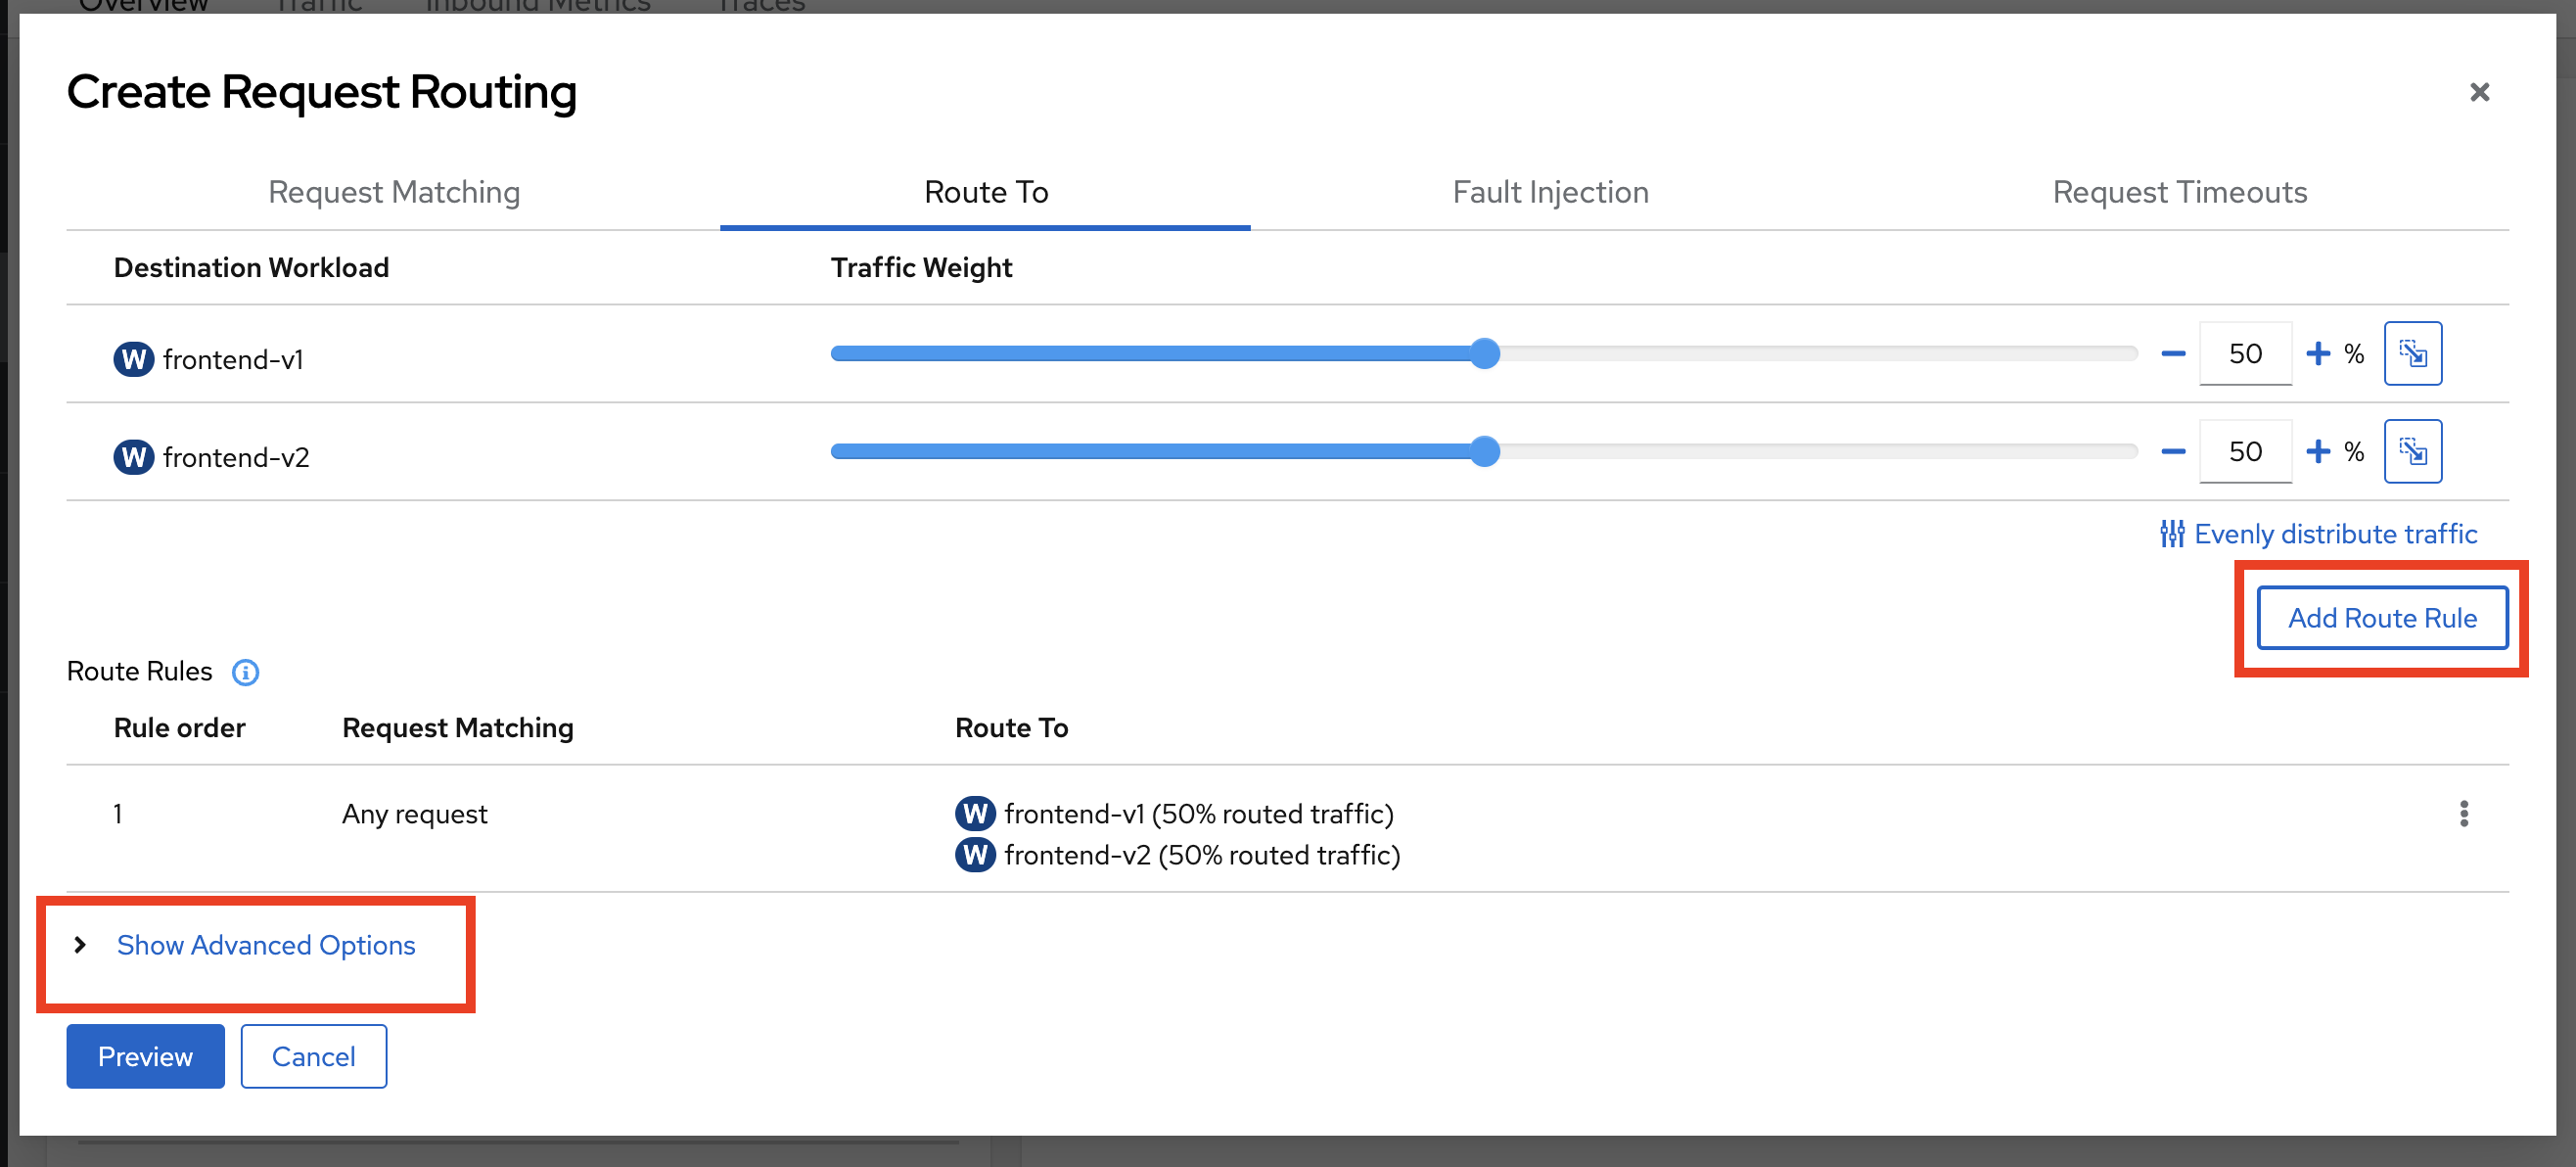 Overview Traffic Inbound Metrics Traces
Create Request Routing
Request Matching Route To Fault Injection Request Timeouts
Destination Workload Traffic Weight
W frontend-v1 50 %
W frontend-v2 50 %
Evenly distribute traffic
Add Route Rule
Route Rules
Rule order Request Matching Route To
1 Any request W frontend-v1 (50% routed traffic)
W frontend-v2 (50% routed traffic)
Show Advanced Options
Preview Cancel